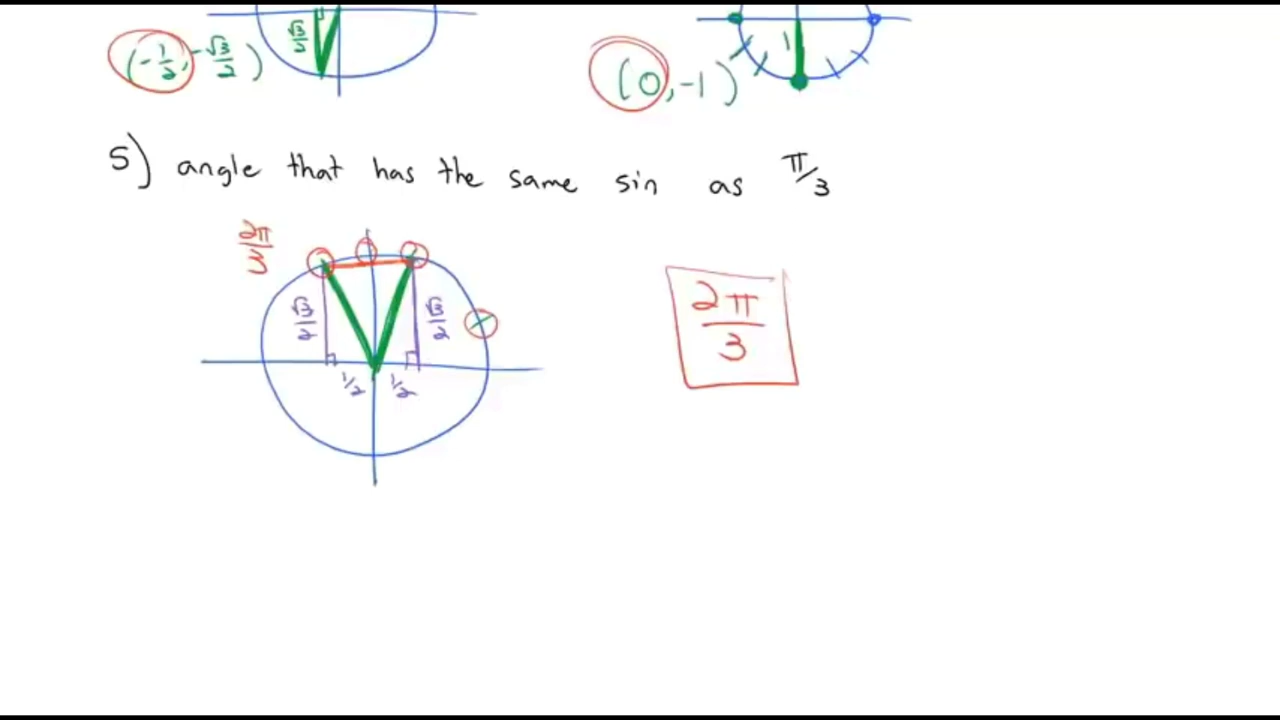 √3/2
(-1/2, -√3/2)
1
(0, -1)
5) angle that has the same sin as π/3
2π/3
√3/2 √3/2
1/2 1/2
2π/3